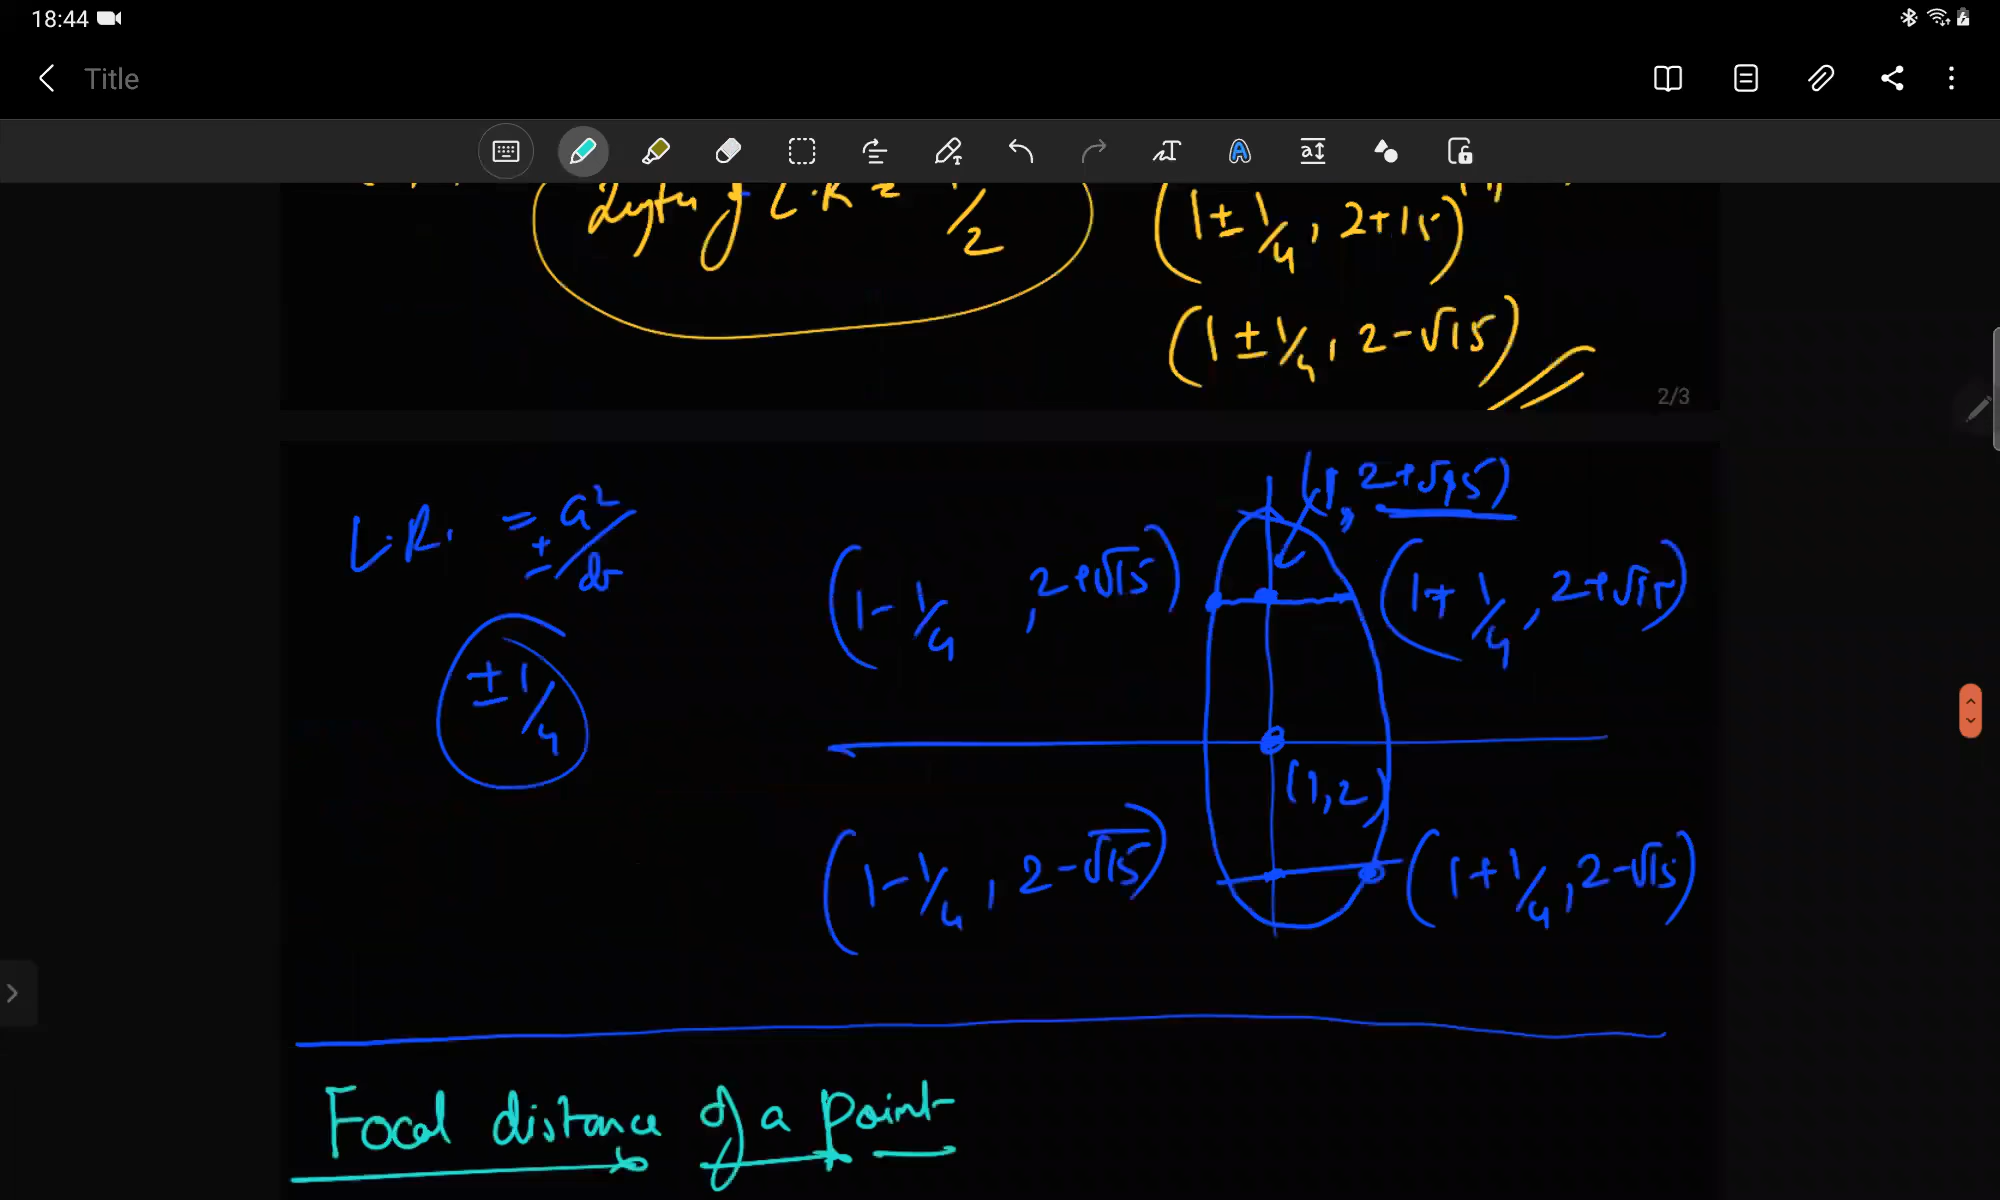 18:44
Title
length of L.R = 1/2
(1 ± 1/4, 2+15)
(1 ± 1/4, 2-√15)
2/3
L.R. = ± a²/
(1, 2+√15)
(1 - 1/4, 2+√15)
(1 + 1/4, 2+√15)
± 1/4
(1,2)
(1 - 1/4, 2-√15)
(1 + 1/4, 2-√15)
Focal distance of a point